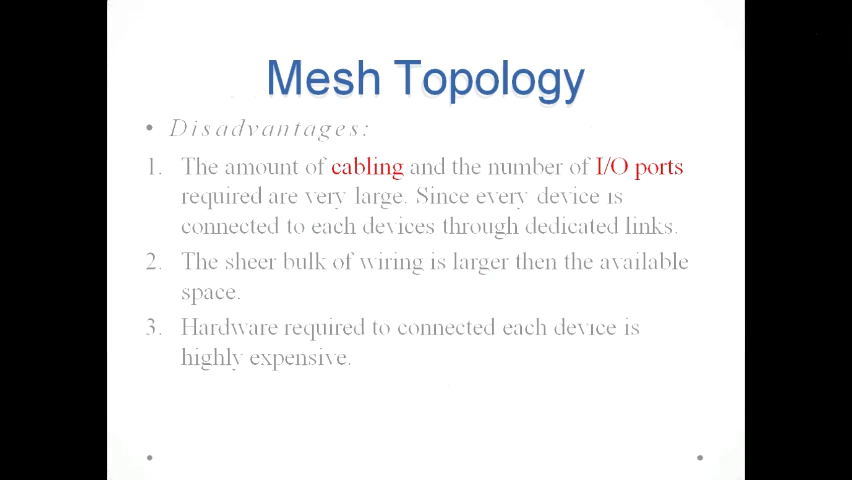 Mesh Topology
• Disadvantages:
1. The amount of cabling and the number of I/O ports
required are very large. Since every device is
connected to each devices through dedicated links.
2. The sheer bulk of wiring is larger then the available
space.
3. Hardware required to connected each device is
highly expensive.